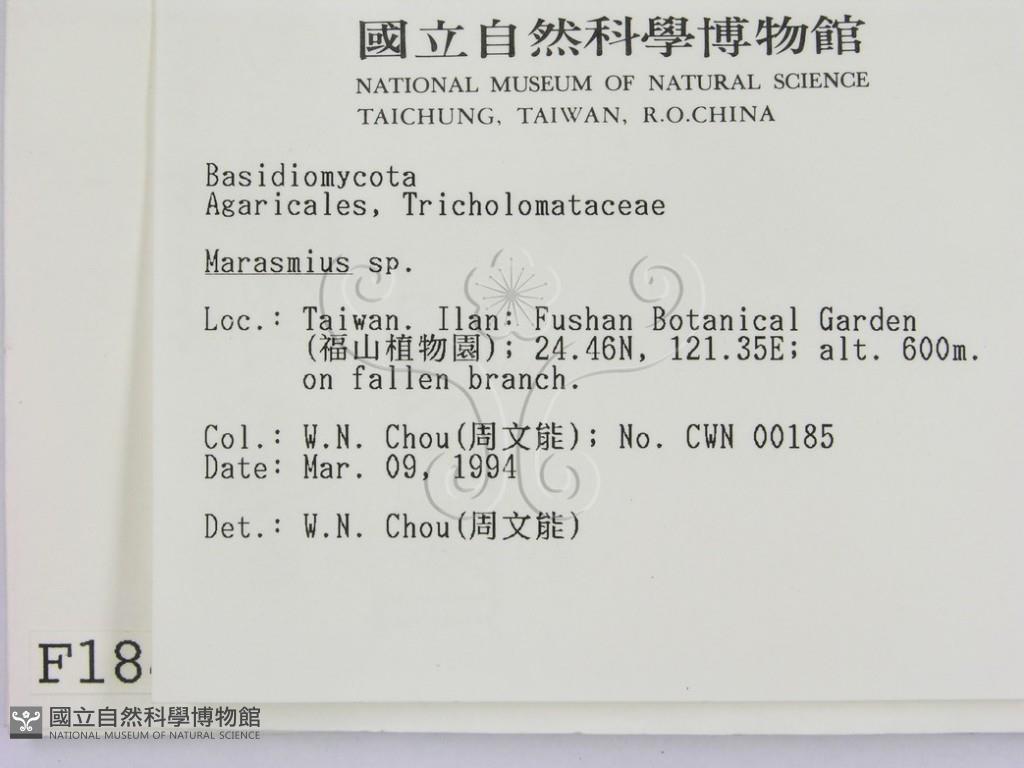 國立自然科學博物館
NATIONAL MUSEUM OF NATURAL SCIENCE
TAICHUNG, TAIWAN, R.O.CHINA
Basidiomycota
Agaricales, Tricholomataceae
Marasmius sp.
Loc.: Taiwan. Ilan: Fushan Botanical Garden
(福山植物園); 24.46N, 121.35E; alt. 600m.
on fallen branch.
Col.: W.N. Chou(周文能); No. CWN 00185
Date: Mar. 09, 1994
Det.: W.N. Chou(周文能)
F18
國立自然科學博物館
NATIONAL MUSEUM OF NATURAL SCIENCE